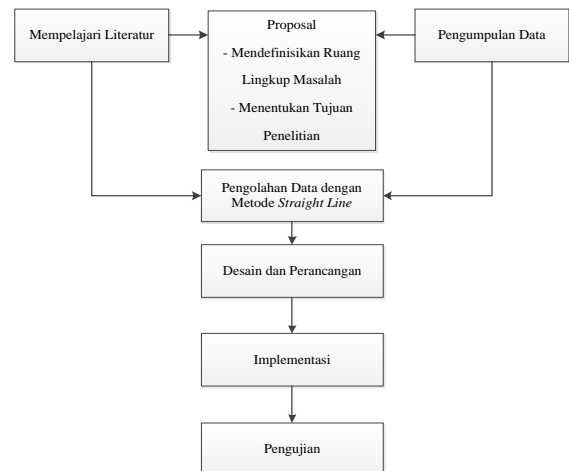 Mempelajari Literatur
Proposal
- Mendefinisikan Ruang
Lingkup Masalah
- Menentukan Tujuan
Penelitian
Pengumpulan Data
Pengolahan Data dengan
Metode Straight Line
Desain dan Perancangan
Implementasi
Pengujian